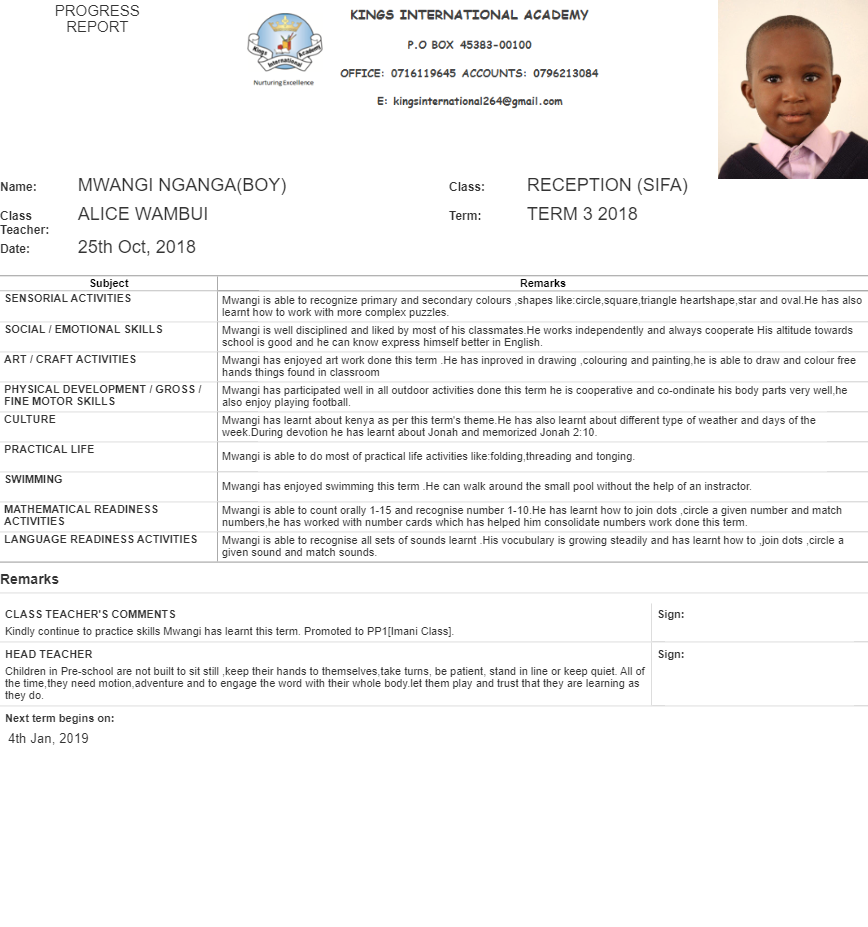 PROGRESS
REPORT
KINGS INTERNATIONAL ACADEMY
P.O BOX 45383-00100
OFFICE: 0716119645 ACCOUNTS: 0796213084
E: kingsinternational264@gmail.com
Kings International Academy
Nurturing Excellence
Name: MWANGI NGANGA(BOY) Class: RECEPTION (SIFA)
Class Teacher: ALICE WAMBUI Term: TERM 3 2018
Date: 25th Oct, 2018
Subject Remarks
SENSORIAL ACTIVITIES
Mwangi is able to recognize primary and secondary colours ,shapes like:circle,square,triangle heartshape,star and oval.He has also
learnt how to work with more complex puzzles.
SOCIAL / EMOTIONAL SKILLS
Mwangi is well disciplined and liked by most of his classmates.He works independently and always cooperate His altitude towards
school is good and he can know express himself better in English.
ART / CRAFT ACTIVITIES
Mwangi has enjoyed art work done this term .He has inproved in drawing ,colouring and painting,he is able to draw and colour free
hands things found in classroom
PHYSICAL DEVELOPMENT / GROSS /
FINE MOTOR SKILLS
Mwangi has participated well in all outdoor activities done this term he is cooperative and co-ondinate his body parts very well,he
also enjoy playing football.
CULTURE
Mwangi has learnt about kenya as per this term's theme.He has also learnt about different type of weather and days of the
week.During devotion he has learnt about Jonah and memorized Jonah 2:10.
PRACTICAL LIFE
Mwangi is able to do most of practical life activities like:folding,threading and tonging.
SWIMMING
Mwangi has enjoyed swimming this term .He can walk around the small pool without the help of an instractor.
MATHEMATICAL READINESS
ACTIVITIES
Mwangi is able to count orally 1-15 and recognise number 1-10.He has learnt how to join dots ,circle a given number and match
numbers,he has worked with number cards which has helped him consolidate numbers work done this term.
LANGUAGE READINESS ACTIVITIES
Mwangi is able to recognise all sets of sounds learnt .His vocubulary is growing steadily and has learnt how to ,join dots ,circle a
given sound and match sounds.
Remarks
CLASS TEACHER'S COMMENTS
Kindly continue to practice skills Mwangi has learnt this term. Promoted to PP1[Imani Class].
Sign:
HEAD TEACHER
Children in Pre-school are not built to sit still ,keep their hands to themselves,take turns, be patient, stand in line or keep quiet. All of
the time,they need motion,adventure and to engage the word with their whole body.let them play and trust that they are learning as
they do.
Sign:
Next term begins on:
4th Jan, 2019